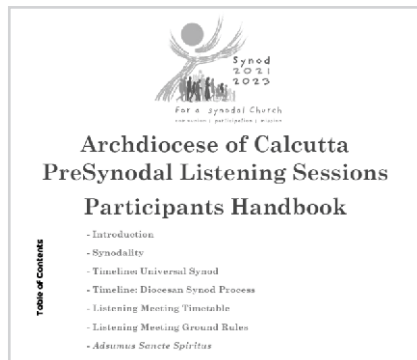 Synod
2021
2023
For a synodal Church
communion | participation | mission
Archdiocese of Calcutta
PreSynodal Listening Sessions
Participants Handbook
Table of Contents
- Introduction
- Synodality
- Timeline: Universal Synod
- Timeline: Diocesan Synod Process
- Listening Meeting Timetable
- Listening Meeting Ground Rules
- Adsumus Sancte Spiritus